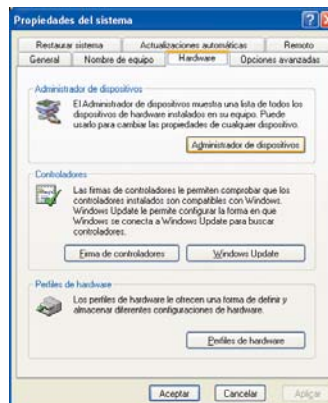 Propiedades del sistema
Restaurar sistema Actualizaciones automáticas Remoto
General Nombre de equipo Hardware Opciones avanzadas
Administrador de dispositivos
El Administrador de dispositivos muestra una lista de todos los
dispositivos de hardware instalados en su equipo. Puede
usarlo para cambiar las propiedades de cualquier dispositivo.
Administrador de dispositivos
Controladores
Las firmas de controladores le permiten comprobar que los
controladores instalados son compatibles con Windows.
Windows Update le permite configurar la forma en que
Windows se conecta a Windows Update para buscar
controladores.
Firma de controladores Windows Update
Perfiles de hardware
Los perfiles de hardware le ofrecen una forma de definir y
almacenar diferentes configuraciones de hardware.
Perfiles de hardware
Aceptar Cancelar Aplicar